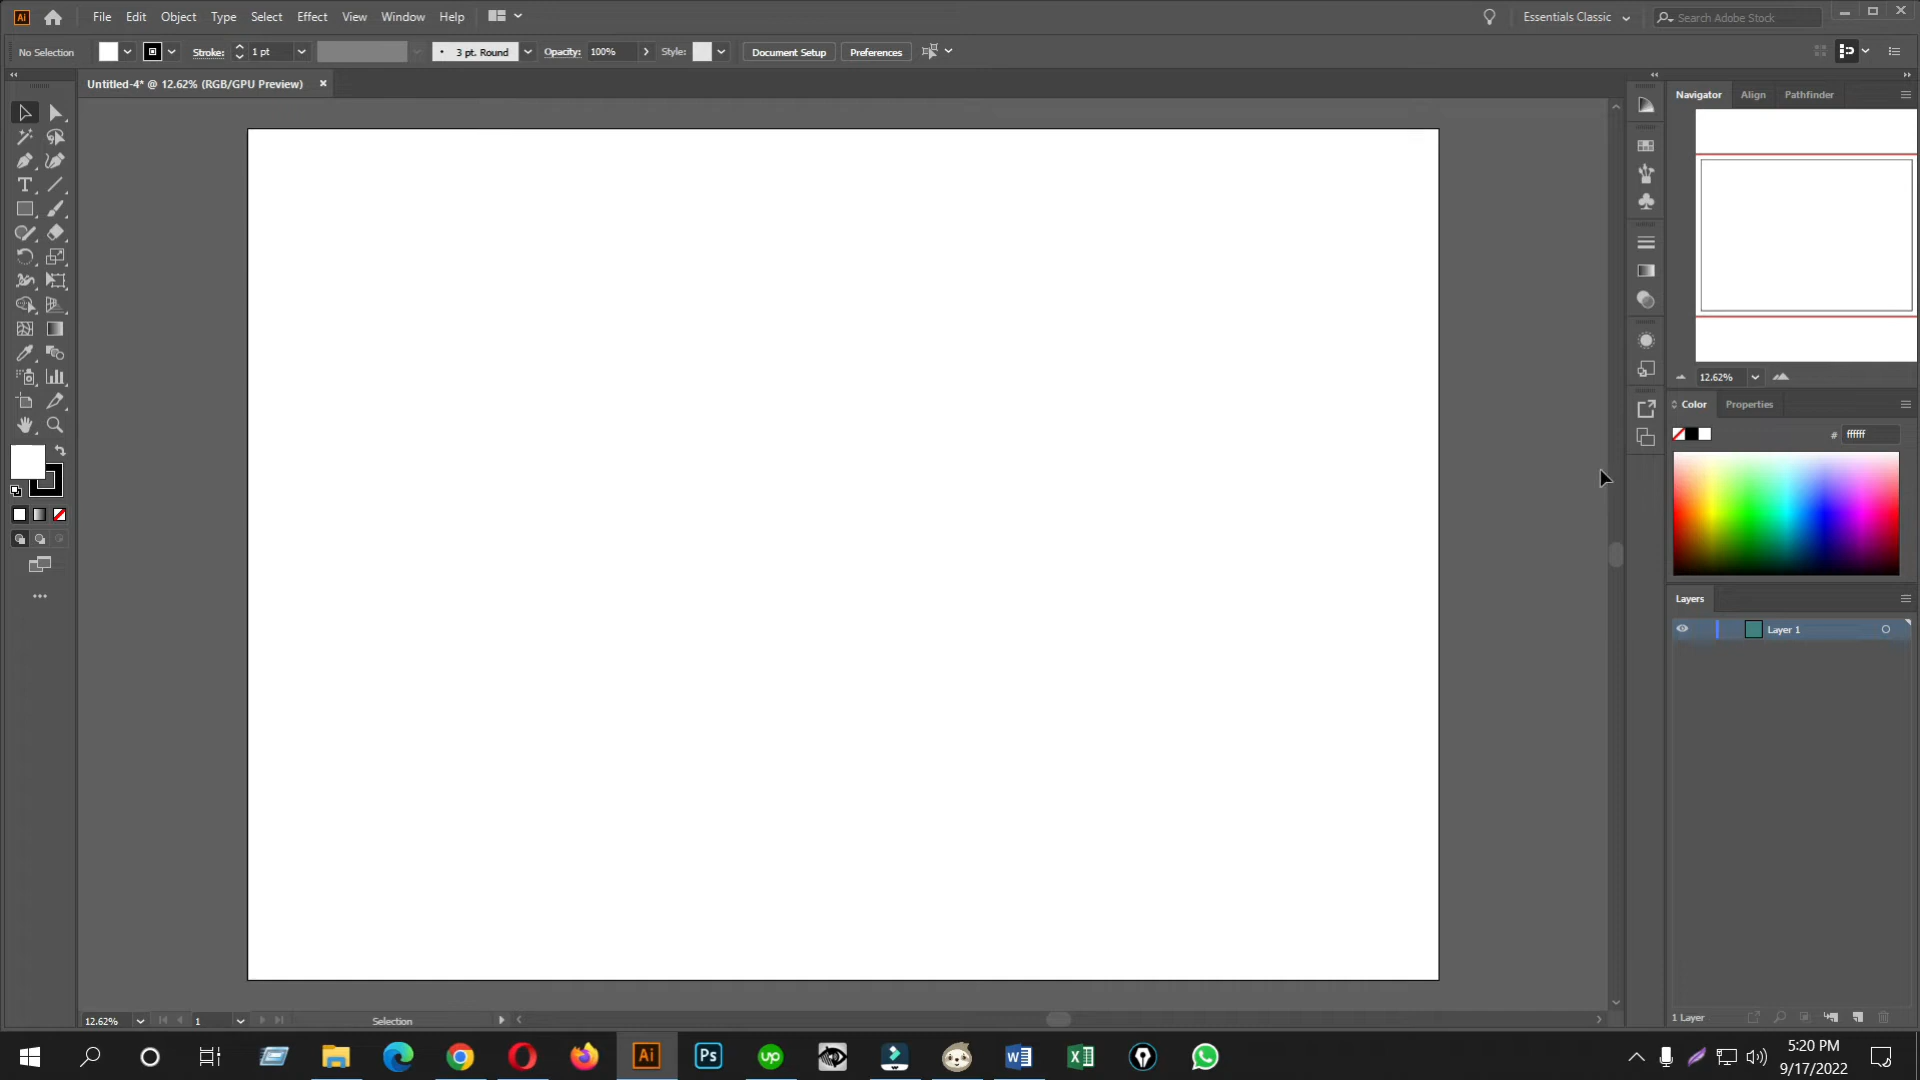 Ai File Edit Object Type Select Effect View Window Help Essentials Classic Search Adobe Stock
No Selection Stroke: 1 pt 3 pt. Round Opacity: 100% Style: Document Setup Preferences
Untitled-4* @ 12.62% (RGB/GPU Preview)
Navigator Align Pathfinder
12.62%
Color Properties
# ffffff
Layers
Layer 1
1 Layer
12.62% 1 Selection
Ai Ps up W X
5:20 PM
9/17/2022